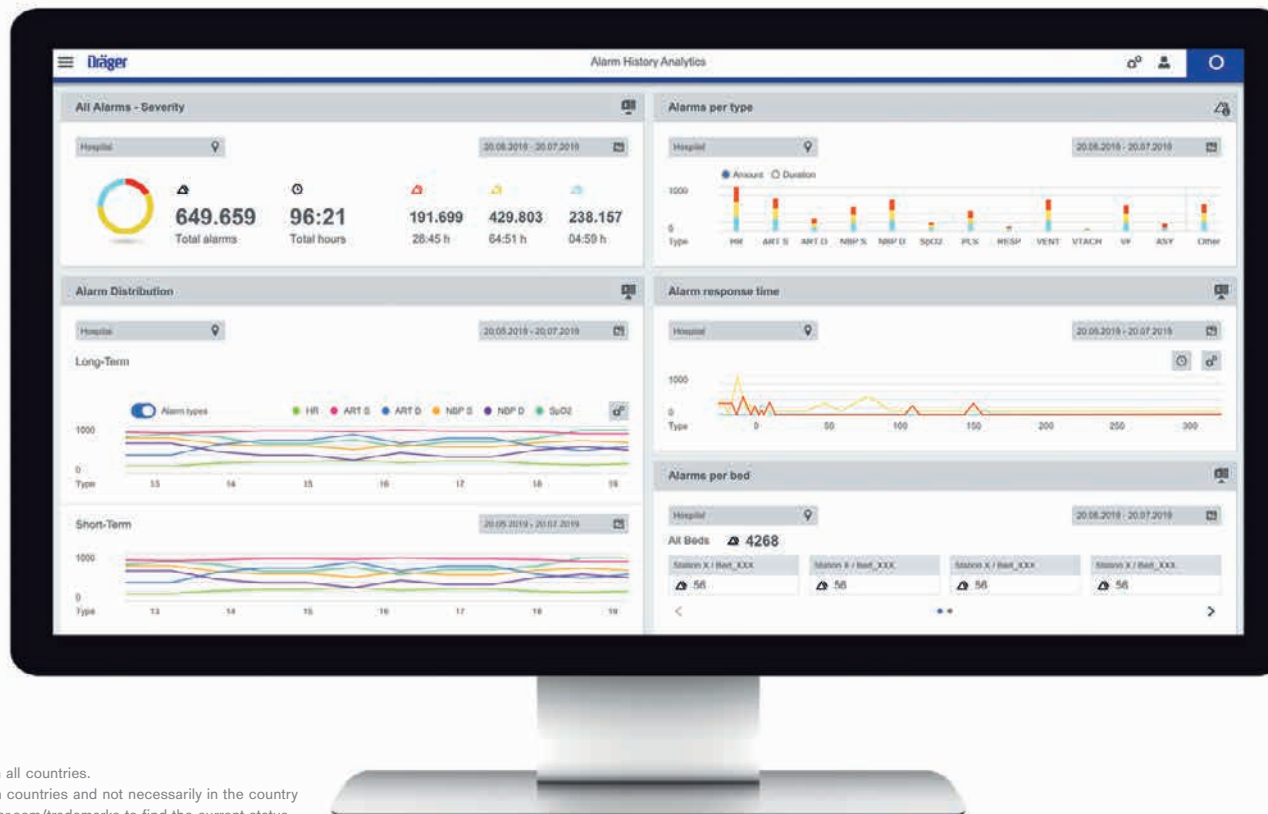 Dräger
Alarm History Analytics
All Alarms - Severity
Hospital
20.05.2019 - 20.07.2019
649.659
Total alarms
96:21
Total hours
191.699
28:45 h
429.803
64:51 h
238.157
04:59 h
Alarms per type
Hospital
20.05.2019 - 20.07.2019
Amount Duration
1000
0
Type HR ART S ART D NBP S NBP D SpO2 PLS RESP VENT VTACH VF ASY Other
Alarm Distribution
Hospital
20.05.2019 - 20.07.2019
Long-Term
Alarm types HR ART S ART D NBP S NBP D SpO2
1000
0
Type 13 14 15 16 17 18 19
Short-Term
20.05.2019 - 20.07.2019
1000
0
Type 13 14 15 16 17 18 19
Alarm response time
Hospital
20.05.2019 - 20.07.2019
1000
0
Type 0 50 100 150 200 250 300
Alarms per bed
Hospital
20.05.2019 - 20.07.2019
All Beds 4268
Station X / Bed_XXX Station X / Bed_XXX Station X / Bed_XXX Station X / Bed_XXX
56 56 56 56
all countries.
countries and not necessarily in the country
/trademarks to find the current status.